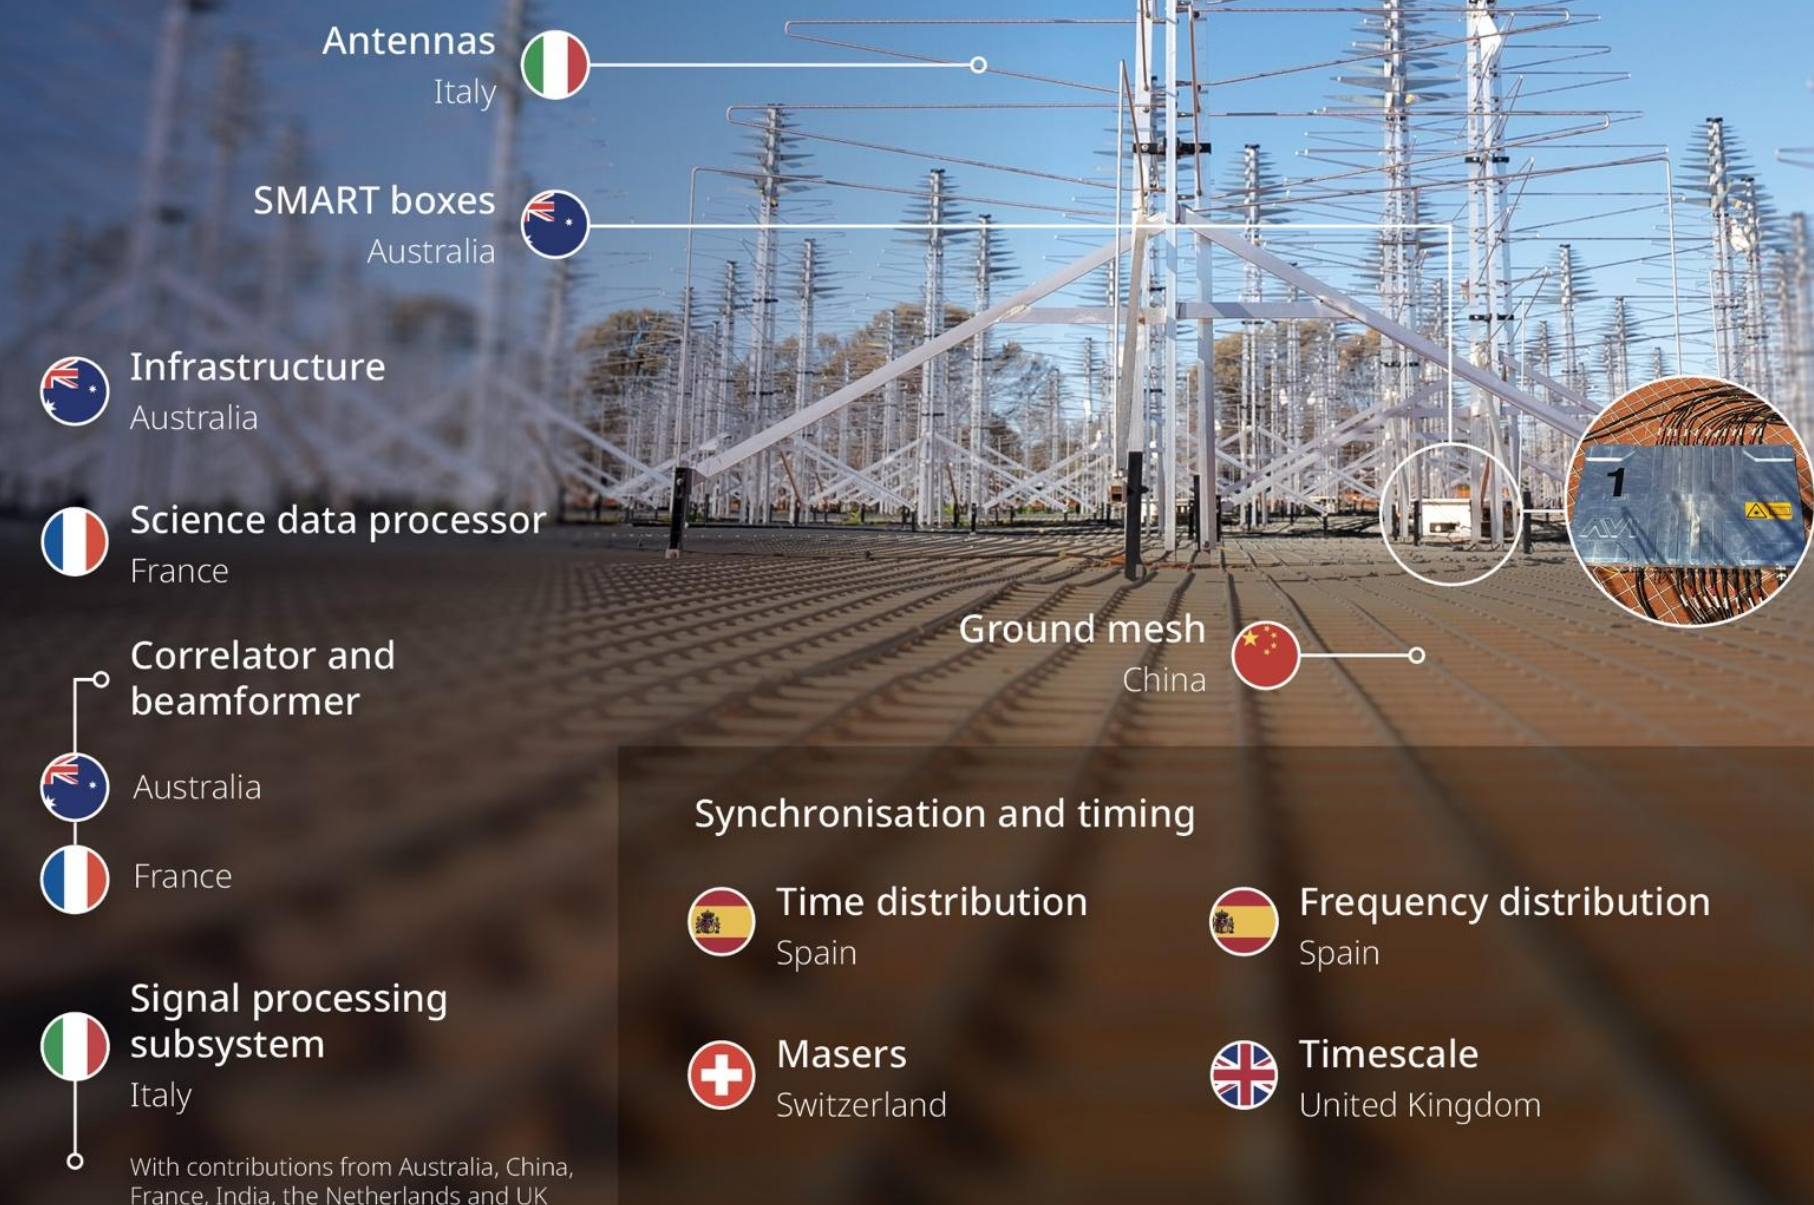 Antennas
Italy
SMART boxes
Australia
Infrastructure
Australia
Science data processor
France
Correlator and
beamformer
Australia
France
Signal processing
subsystem
Italy
With contributions from Australia, China,
France, India, the Netherlands and UK
1
Ground mesh
China
Synchronisation and timing
Time distribution
Spain
Frequency distribution
Spain
Masers
Switzerland
Timescale
United Kingdom